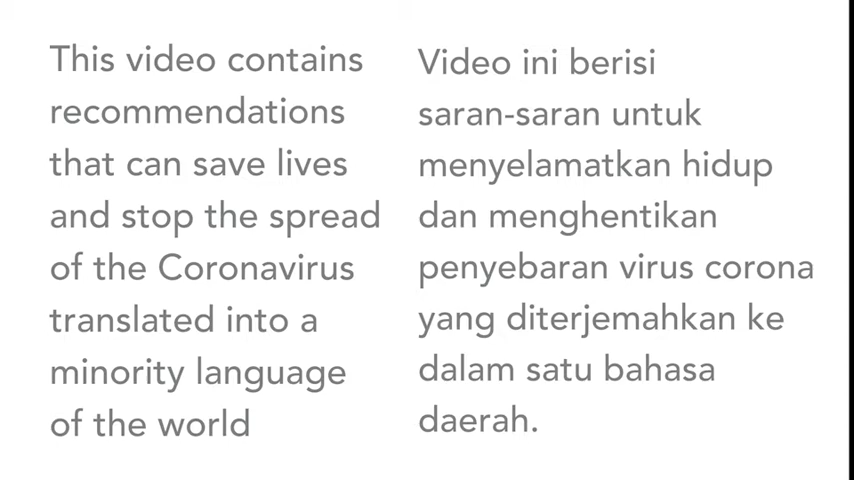 This video contains
recommendations
that can save lives
and stop the spread
of the Coronavirus
translated into a
minority language
of the world
Video ini berisi
saran-saran untuk
menyelamatkan hidup
dan menghentikan
penyebaran virus corona
yang diterjemahkan ke
dalam satu bahasa
daerah.